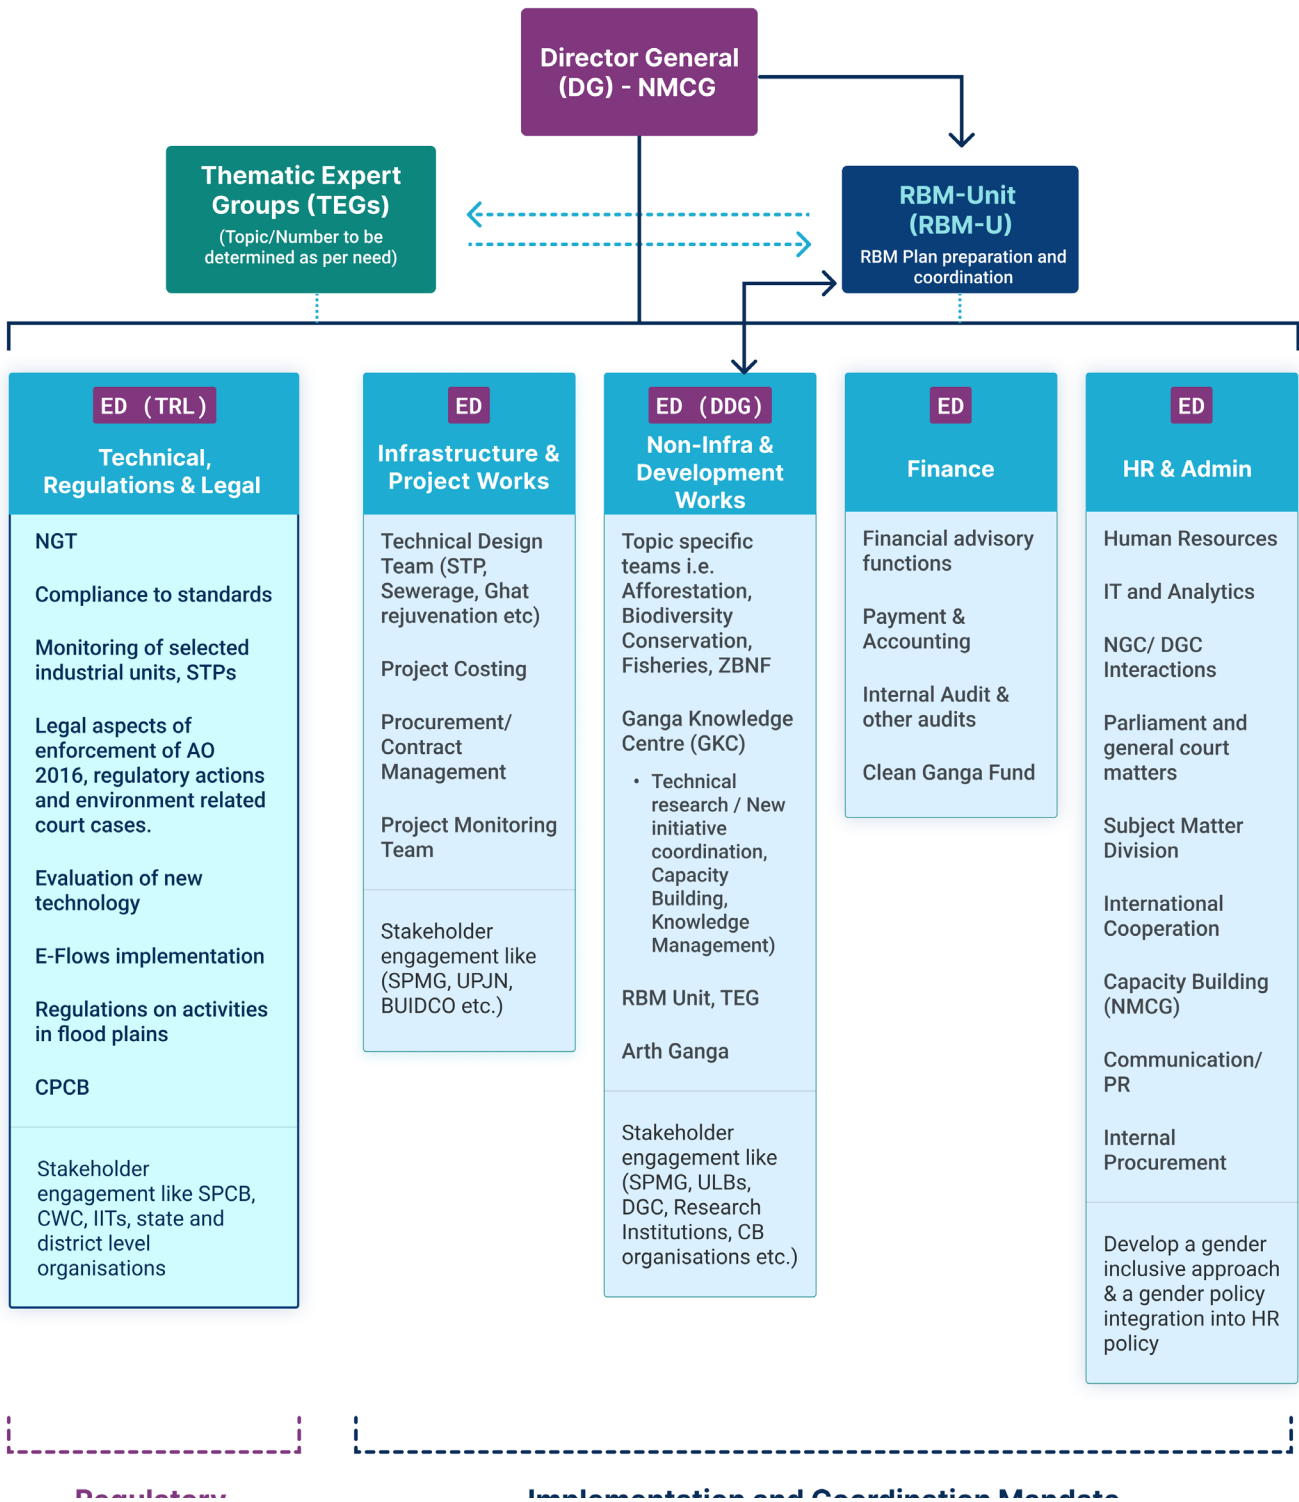 Director General
(DG) - NMCG
Thematic Expert
Groups (TEGs)
(Topic/Number to be
determined as per need)
RBM-Unit
(RBM-U)
RBM Plan preparation and
coordination
ED (TRL)
Technical,
Regulations & Legal
NGT
Compliance to standards
Monitoring of selected
industrial units, STPs
Legal aspects of
enforcement of AO
2016, regulatory actions
and environment related
court cases.
Evaluation of new
technology
E-Flows implementation
Regulations on activities
in flood plains
CPCB
Stakeholder
engagement like SPCB,
CWC, IITs, state and
district level
organisations
ED
Infrastructure &
Project Works
Technical Design
Team (STP,
Sewerage, Ghat
rejuvenation etc)
Project Costing
Procurement/
Contract
Management
Project Monitoring
Team
Stakeholder
engagement like
(SPMG, UPJN,
BUIDCO etc.)
ED (DDG)
Non-Infra &
Development
Works
Topic specific
teams i.e.
Afforestation,
Biodiversity
Conservation,
Fisheries, ZBNF
Ganga Knowledge
Centre (GKC)
• Technical
research / New
initiative
coordination,
Capacity
Building,
Knowledge
Management)
RBM Unit, TEG
Arth Ganga
Stakeholder
engagement like
(SPMG, ULBs,
DGC, Research
Institutions, CB
organisations etc.)
ED
Finance
Financial advisory
functions
Payment &
Accounting
Internal Audit &
other audits
Clean Ganga Fund
ED
HR & Admin
Human Resources
IT and Analytics
NGC/ DGC
Interactions
Parliament and
general court
matters
Subject Matter
Division
International
Cooperation
Capacity Building
(NMCG)
Communication/
PR
Internal
Procurement
Develop a gender
inclusive approach
& a gender policy
integration into HR
policy
Regulatory
Implementation and Coordination Mandate